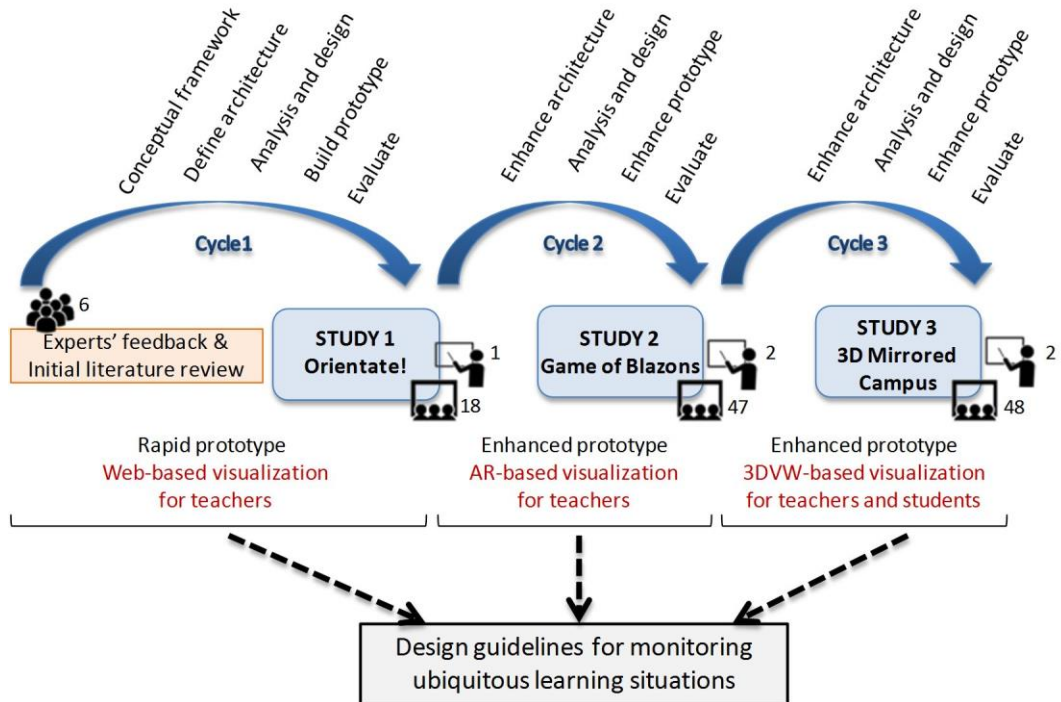 Conceptual framework
Define architecture
Analysis and design
Build prototype
Evaluate
Enhance architecture
Analysis and design
Enhance prototype
Evaluate
Enhance architecture
Analysis and design
Enhance prototype
Evaluate
Cycle1
Cycle 2
Cycle 3
6
Experts' feedback &
Initial literature review
STUDY 1
Orientate!
1
18
STUDY 2
Game of Blazons
2
47
STUDY 3
3D Mirrored
Campus
2
48
Rapid prototype
Web-based visualization
for teachers
Enhanced prototype
AR-based visualization
for teachers
Enhanced prototype
3DVW-based visualization
for teachers and students
Design guidelines for monitoring
ubiquitous learning situations